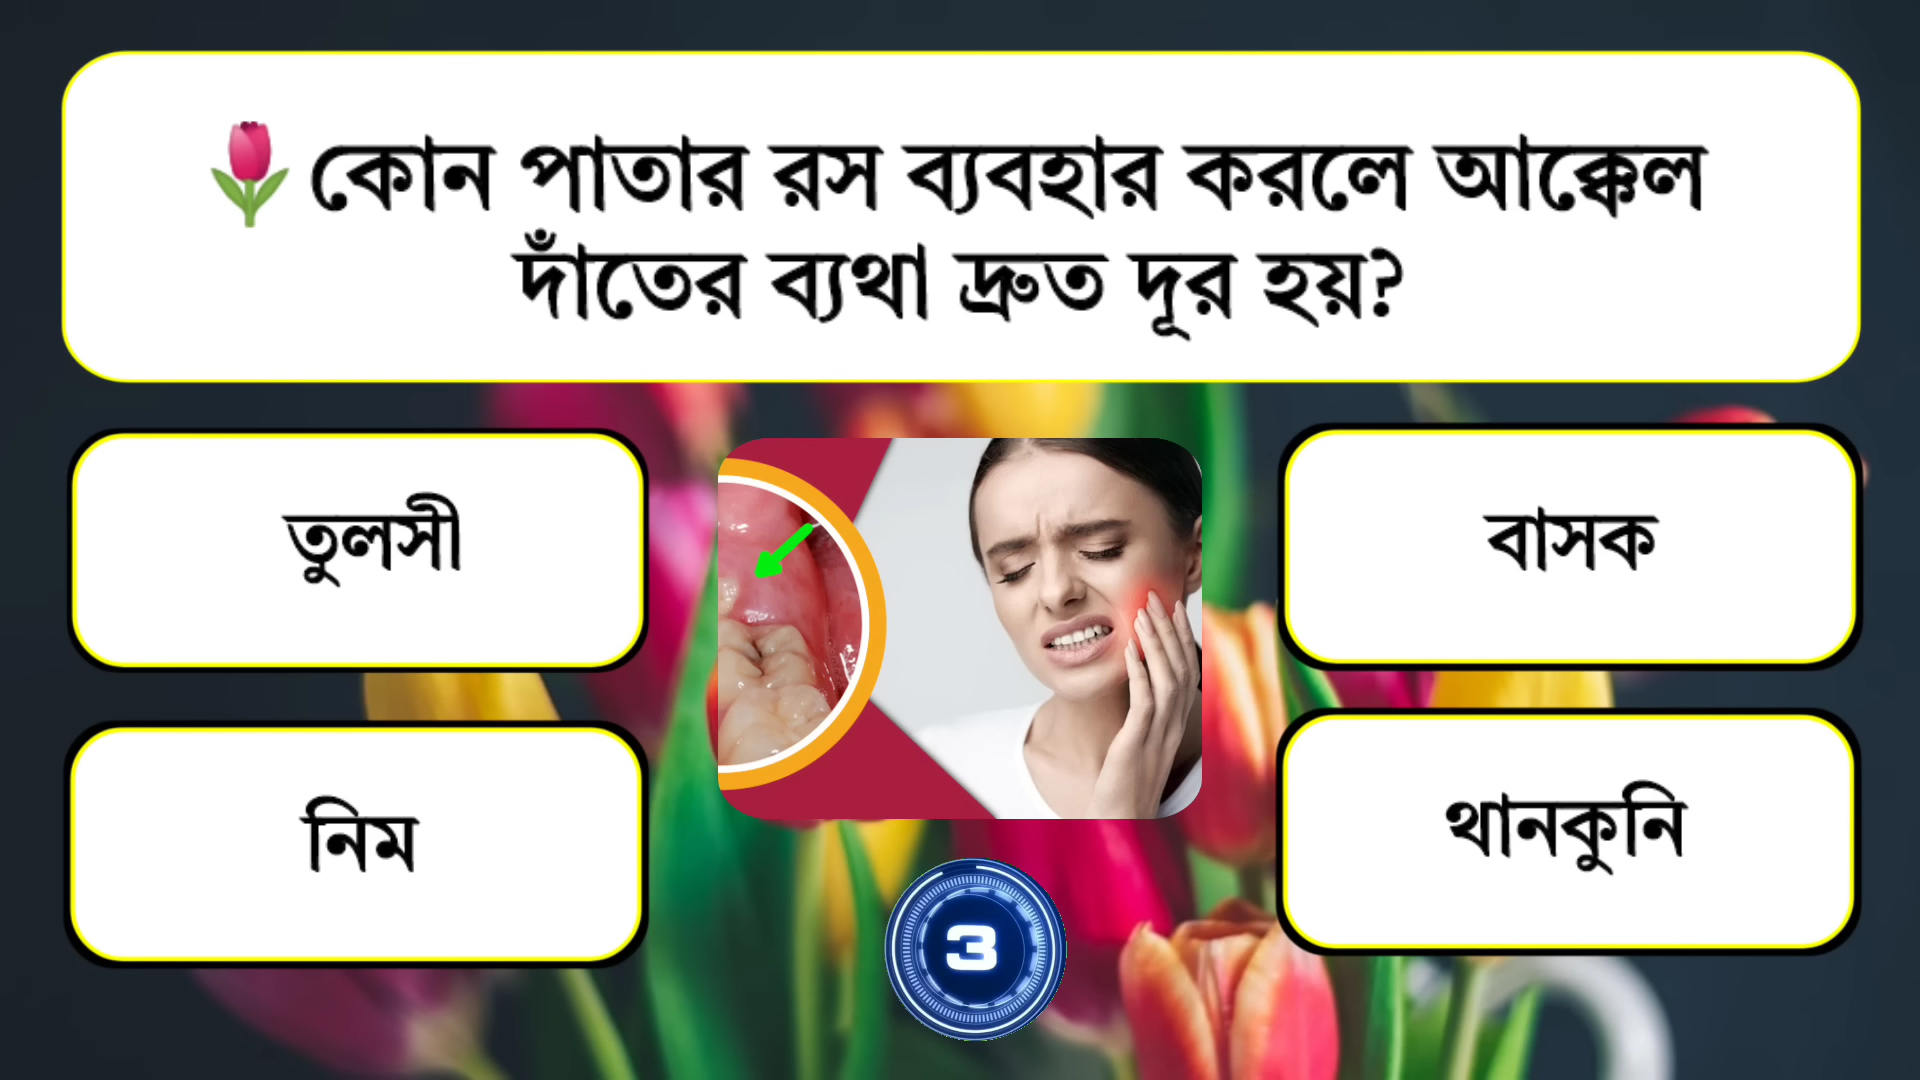 🌷কোন পাতার রস ব্যবহার করলে আক্কেল
দাঁতের ব্যথা দ্রুত দূর হয়?
তুলসী
বাসক
নিম
থানকুনি
3